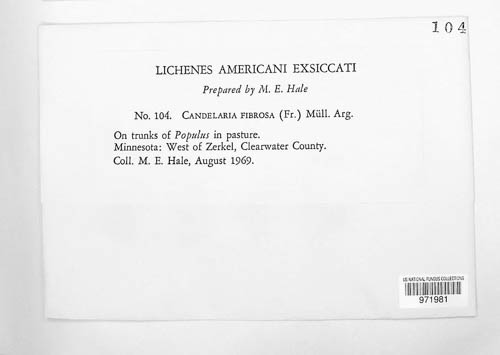 104
LICHENES AMERICANI EXSICCATI
Prepared by M. E. Hale
No. 104. CANDELARIA FIBROSA (Fr.) Müll. Arg.
On trunks of Populus in pasture.
Minnesota: West of Zerkel, Clearwater County.
Coll. M. E. Hale, August 1969.
US NATIONAL FUNGUS COLLECTIONS
971981